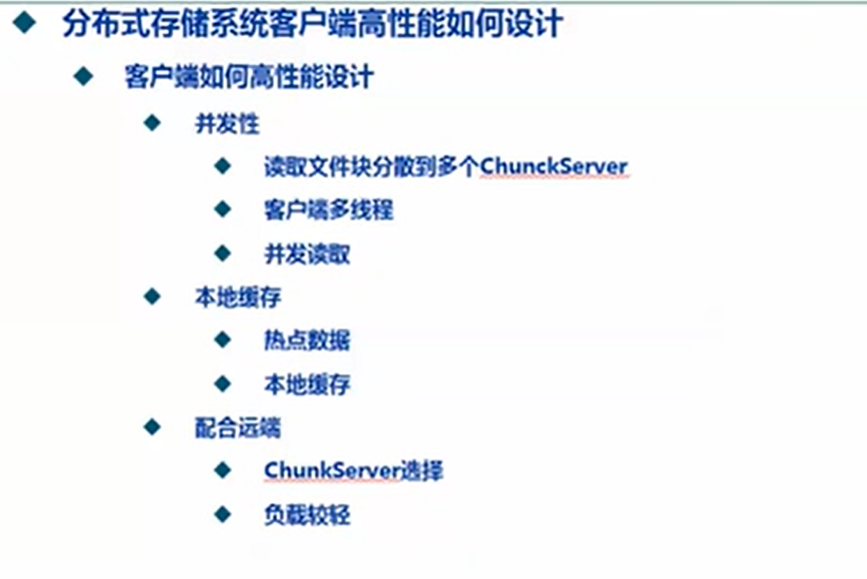 分布式存储系统客户端高性能如何设计
客户端如何高性能设计
并发性
读取文件块分散到多个ChunckServer
客户端多线程
并发读取
本地缓存
热点数据
本地缓存
配合远端
ChunkServer选择
负载较轻